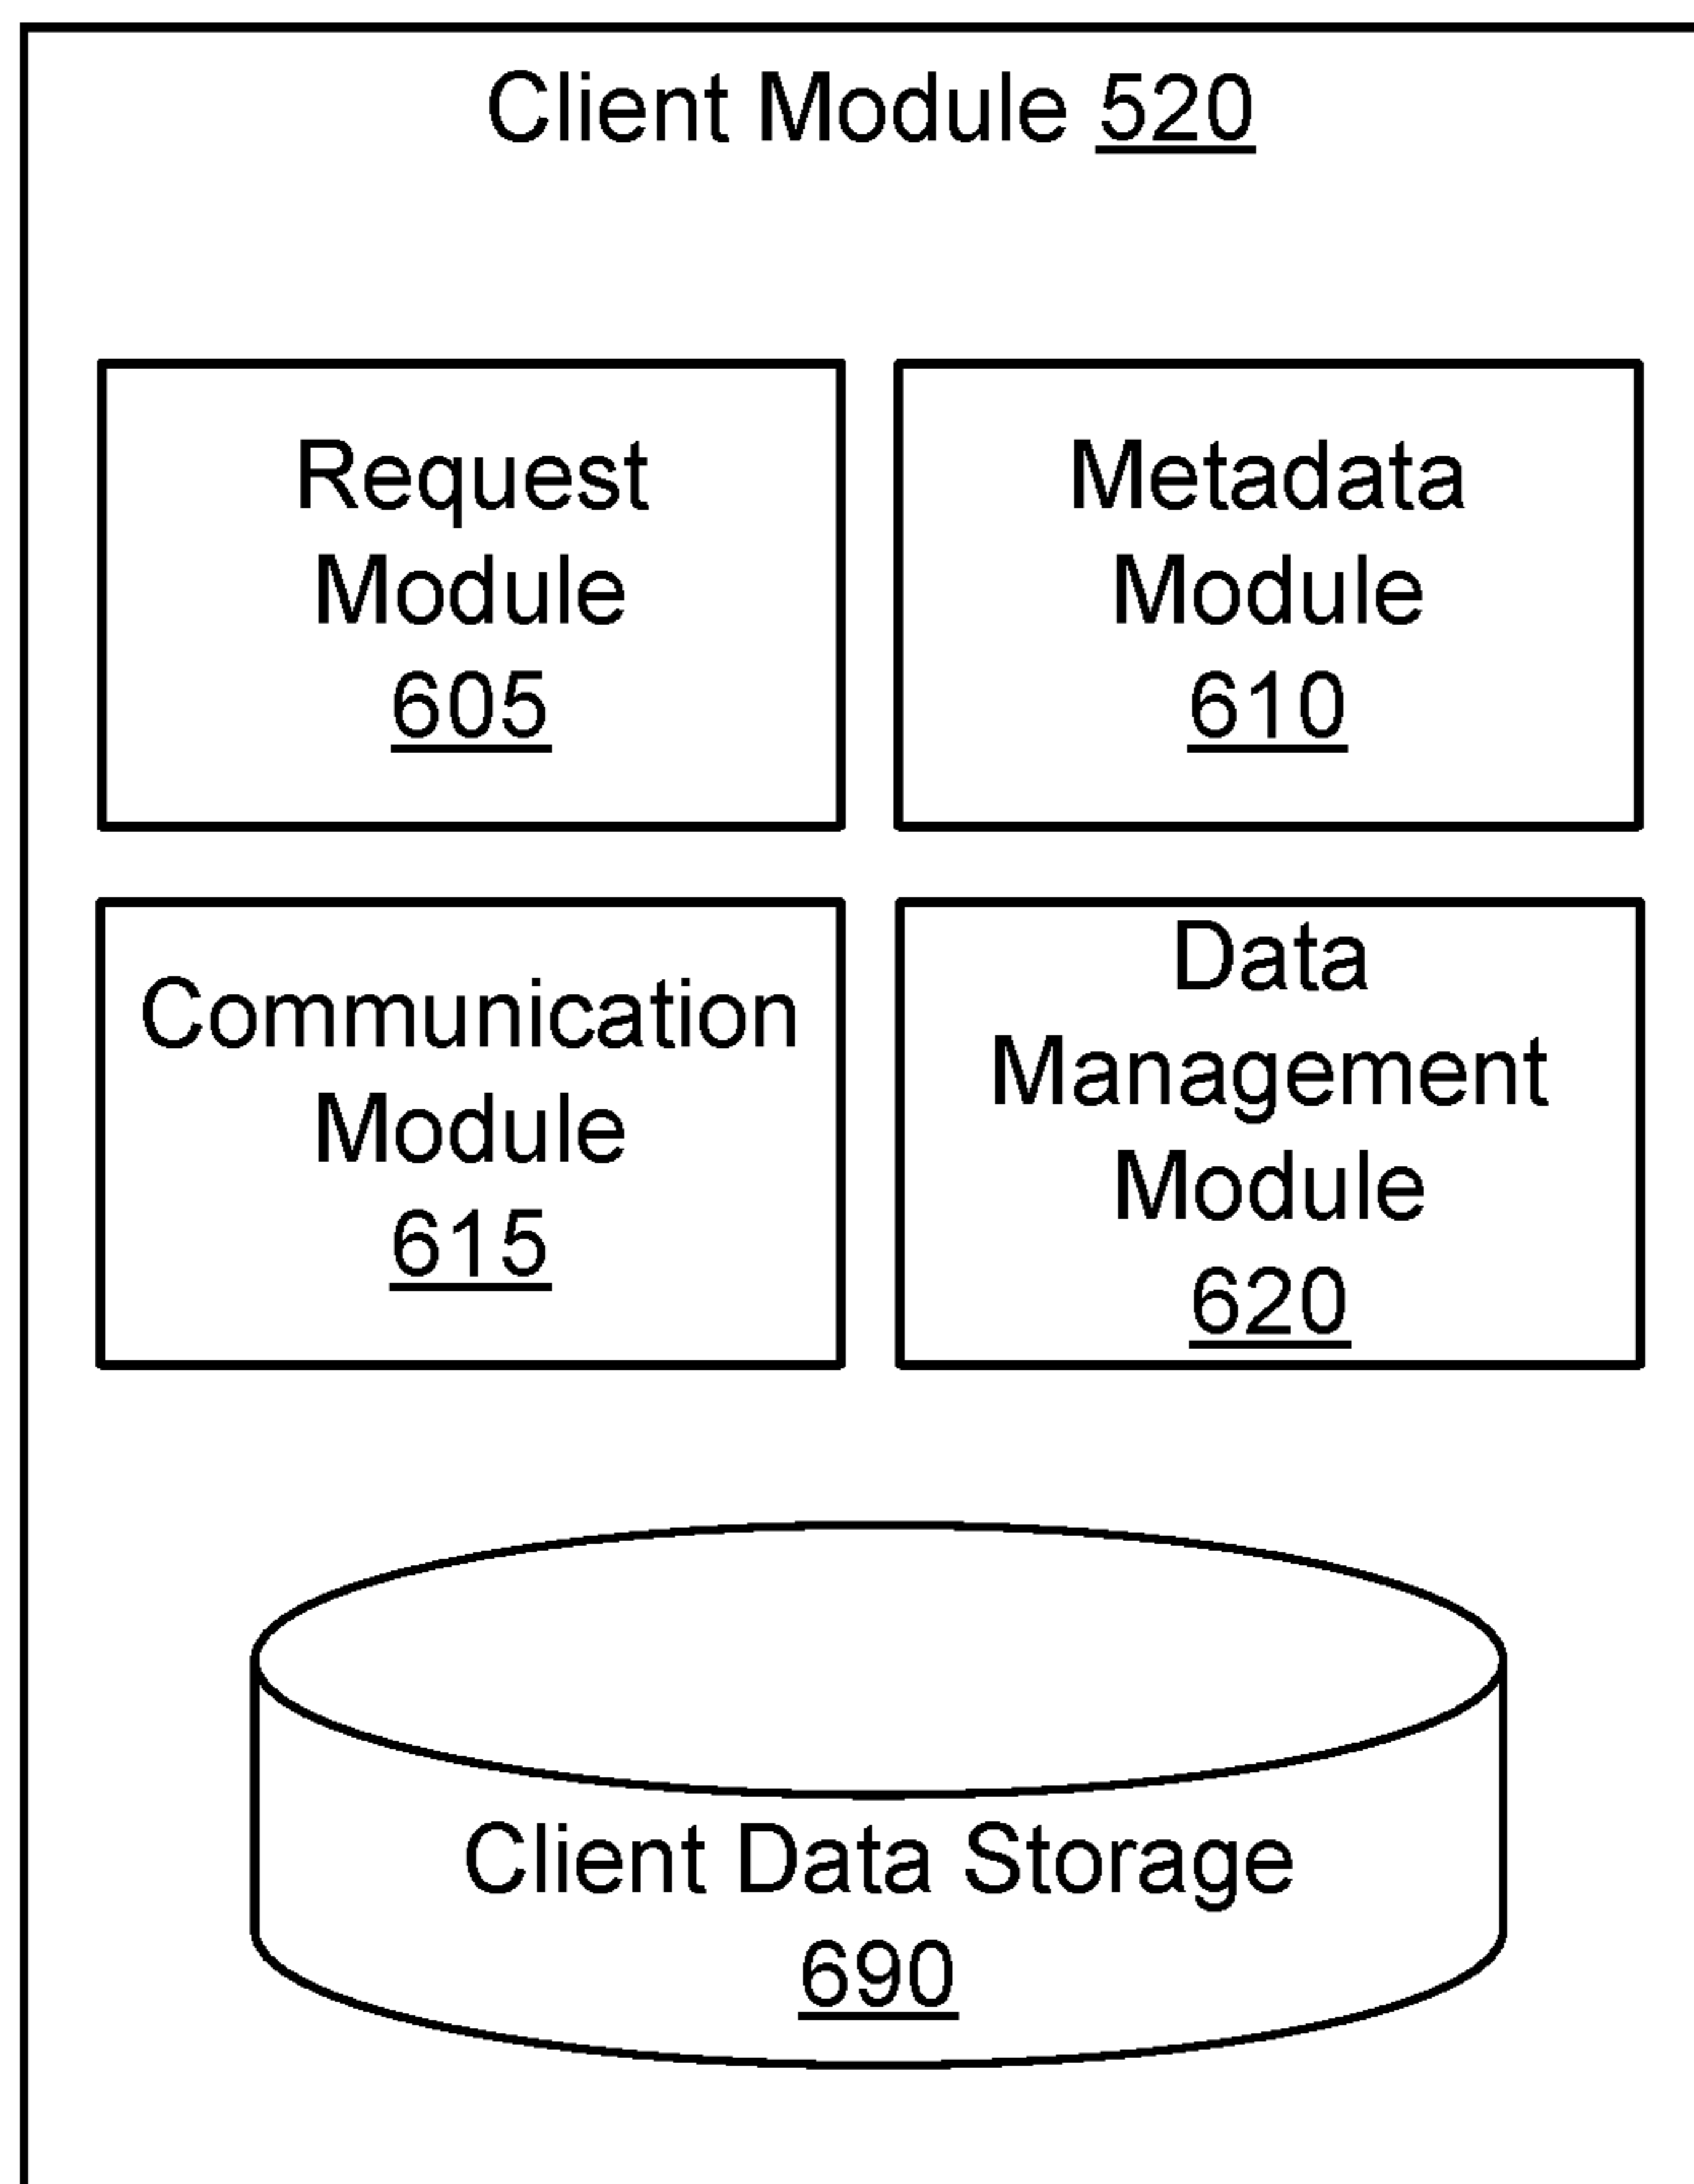 Client Module 520
Request
Module
605
Metadata
Module
610
Communication
Module
615
Data
Management
Module
620
Client Data Storage
690